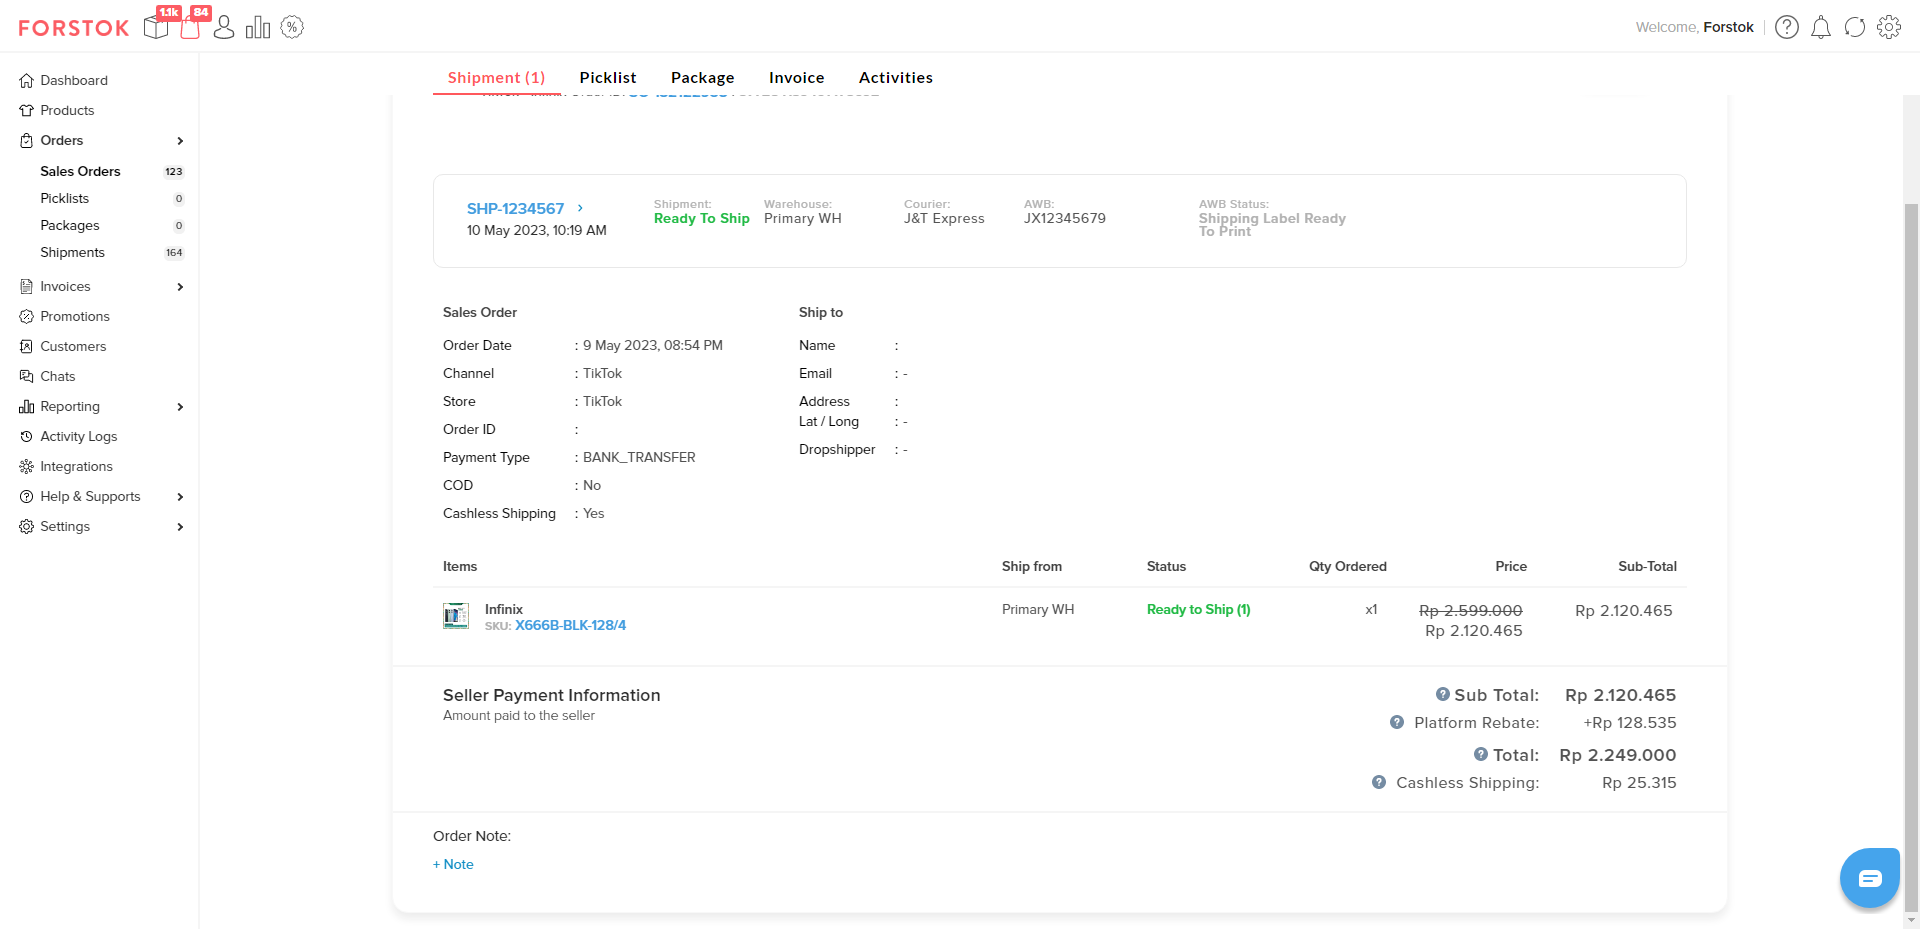 FORSTOK
1.1k
84
Welcome, Forstok
Dashboard
Products
Orders
Sales Orders 123
Picklists 0
Packages 0
Shipments 164
Invoices
Promotions
Customers
Chats
Reporting
Activity Logs
Integrations
Help & Supports
Settings
Shipment (1) Picklist Package Invoice Activities
SHP-1234567
10 May 2023, 10:19 AM
Shipment:
Ready To Ship
Warehouse:
Primary WH
Courier:
J&T Express
AWB:
JX12345679
AWB Status:
Shipping Label Ready
To Print
Sales Order
Order Date : 9 May 2023, 08:54 PM
Channel : TikTok
Store : TikTok
Order ID :
Payment Type : BANK_TRANSFER
COD : No
Cashless Shipping : Yes
Ship to
Name :
Email : -
Address :
Lat / Long : -
Dropshipper : -
Items Ship from Status Qty Ordered Price Sub-Total
Infinix Primary WH Ready to Ship (1) x1 Rp 2.599.000 Rp 2.120.465
SKU: X666B-BLK-128/4 Rp 2.120.465
Seller Payment Information
Amount paid to the seller
? Sub Total: Rp 2.120.465
? Platform Rebate: +Rp 128.535
? Total: Rp 2.249.000
? Cashless Shipping: Rp 25.315
Order Note:
+ Note